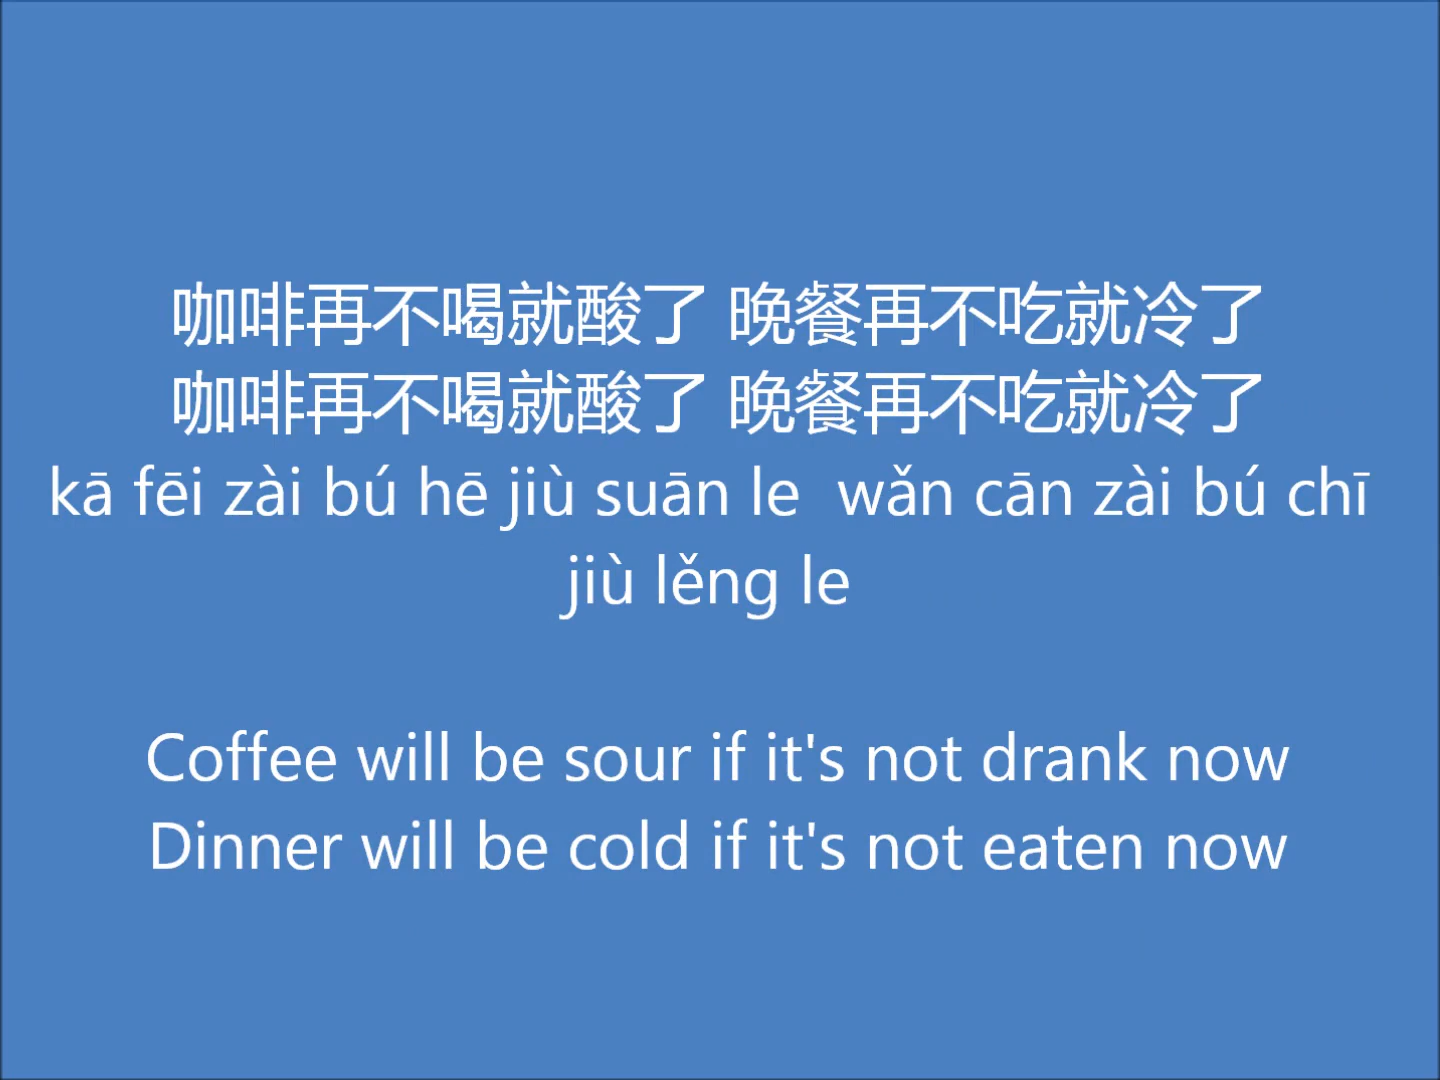 咖啡再不喝就酸了 晚餐再不吃就冷了
咖啡再不喝就酸了 晚餐再不吃就冷了
kā fēi zài bú hē jiù suān le  wǎn cān zài bú chī
jiù lěng le
Coffee will be sour if it's not drank now
Dinner will be cold if it's not eaten now